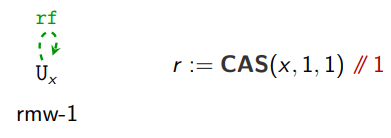 rf
Uₓ
r := CAS(x, 1, 1) // 1
rmw-1